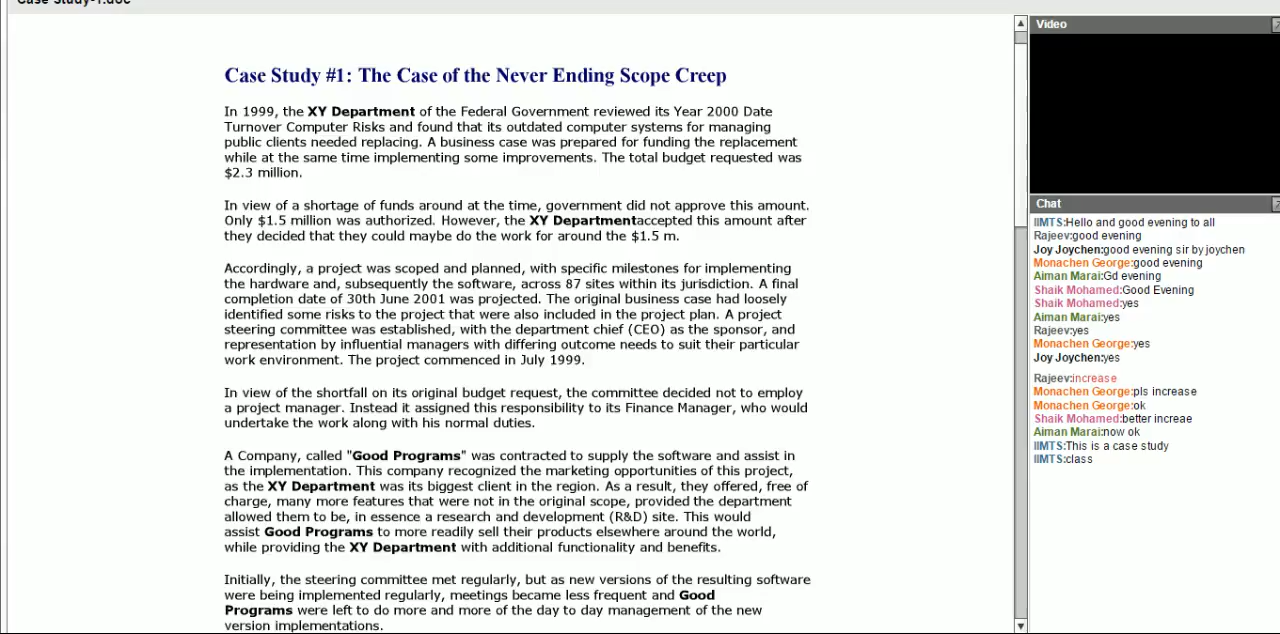 Case Study-1.doc
Case Study #1: The Case of the Never Ending Scope Creep
In 1999, the XY Department of the Federal Government reviewed its Year 2000 Date
Turnover Computer Risks and found that its outdated computer systems for managing
public clients needed replacing. A business case was prepared for funding the replacement
while at the same time implementing some improvements. The total budget requested was
$2.3 million.
In view of a shortage of funds around at the time, government did not approve this amount.
Only $1.5 million was authorized. However, the XY Departmentaccepted this amount after
they decided that they could maybe do the work for around the $1.5 m.
Accordingly, a project was scoped and planned, with specific milestones for implementing
the hardware and, subsequently the software, across 87 sites within its jurisdiction. A final
completion date of 30th June 2001 was projected. The original business case had loosely
identified some risks to the project that were also included in the project plan. A project
steering committee was established, with the department chief (CEO) as the sponsor, and
representation by influential managers with differing outcome needs to suit their particular
work environment. The project commenced in July 1999.
In view of the shortfall on its original budget request, the committee decided not to employ
a project manager. Instead it assigned this responsibility to its Finance Manager, who would
undertake the work along with his normal duties.
A Company, called "Good Programs" was contracted to supply the software and assist in
the implementation. This company recognized the marketing opportunities of this project,
as the XY Department was its biggest client in the region. As a result, they offered, free of
charge, many more features that were not in the original scope, provided the department
allowed them to be, in essence a research and development (R&D) site. This would
assist Good Programs to more readily sell their products elsewhere around the world,
while providing the XY Department with additional functionality and benefits.
Initially, the steering committee met regularly, but as new versions of the resulting software
were being implemented regularly, meetings became less frequent and Good
Programs were left to do more and more of the day to day management of the new
version implementations.
Video
Chat
IIMTS:Hello and good evening to all
Rajeev:good evening
Joy Joychen:good evening sir by joychen
Monachen George:good evening
Aiman Marai:Gd evening
Shaik Mohamed:Good Evening
Shaik Mohamed:yes
Aiman Marai:yes
Rajeev:yes
Monachen George:yes
Joy Joychen:yes
Rajeev:increase
Monachen George:pls increase
Monachen George:ok
Shaik Mohamed:better increae
Aiman Marai:now ok
IIMTS:This is a case study
IIMTS:class